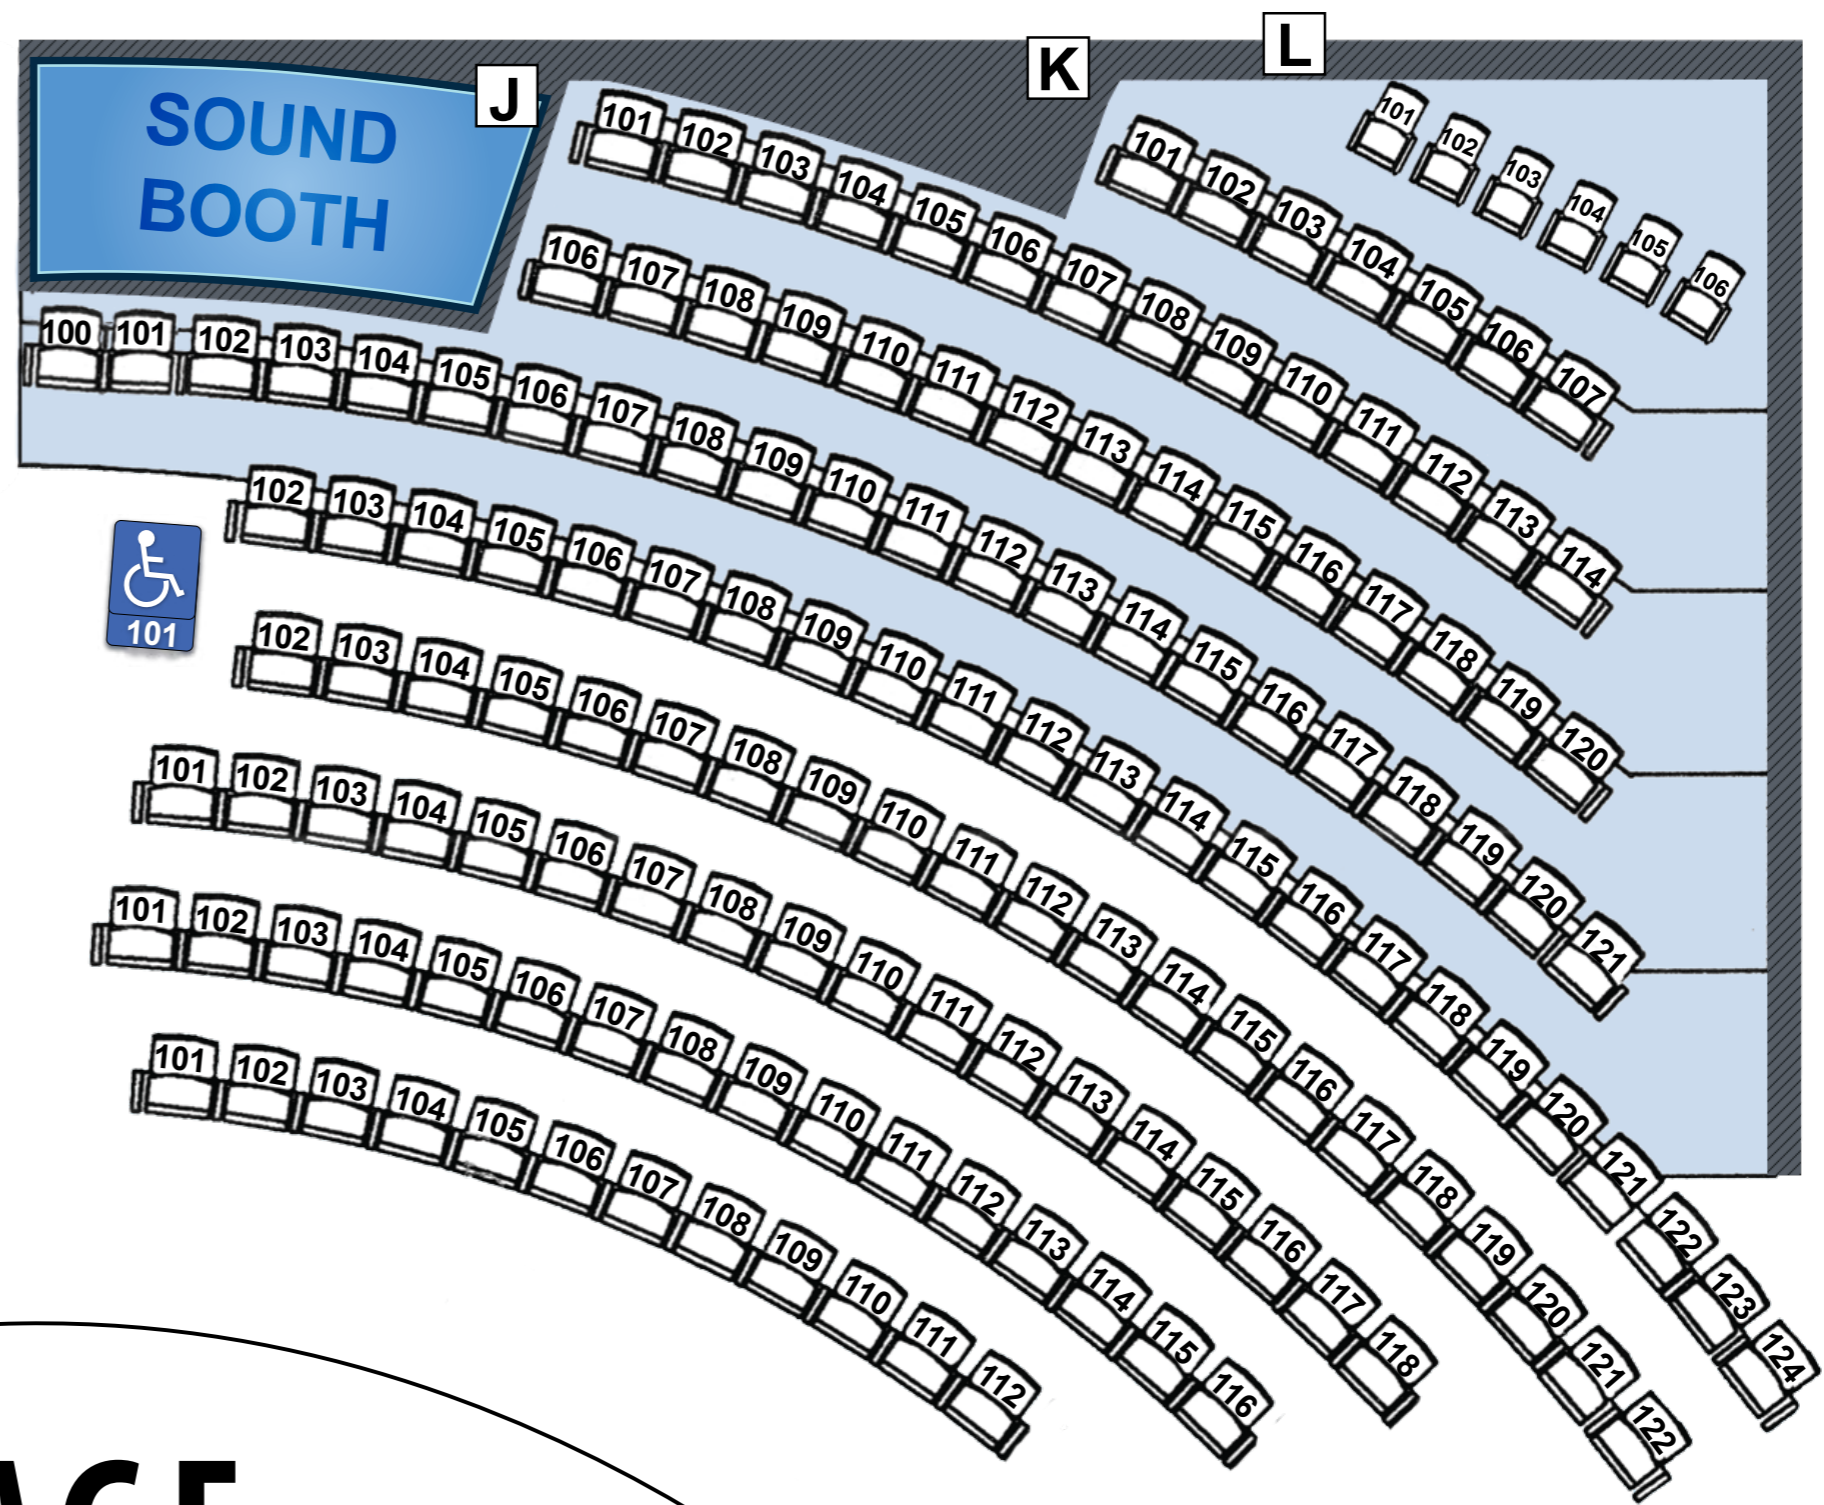 L
K
J
SOUND
BOOTH
101 102 103 104 105 106
101 102 103 104 105 106 107
101 102 103 104 105 106 107 108 109 110 111 112 113 114
106 107 108 109 110 111 112 113 114 115 116 117 118 119 120
100 101 102 103 104 105 106 107 108 109 110 111 112 113 114 115 116 117 118 119 120 121
102 103 104 105 106 107 108 109 110 111 112 113 114 115 116 117 118 119 120 121 122 123 124
101
102 103 104 105 106 107 108 109 110 111 112 113 114 115 116 117 118 119 120 121 122
101 102 103 104 105 106 107 108 109 110 111 112 113 114 115 116 117 118
101 102 103 104 105 106 107 108 109 110 111 112 113 114 115 116
101 102 103 104 105 106 107 108 109 110 111 112